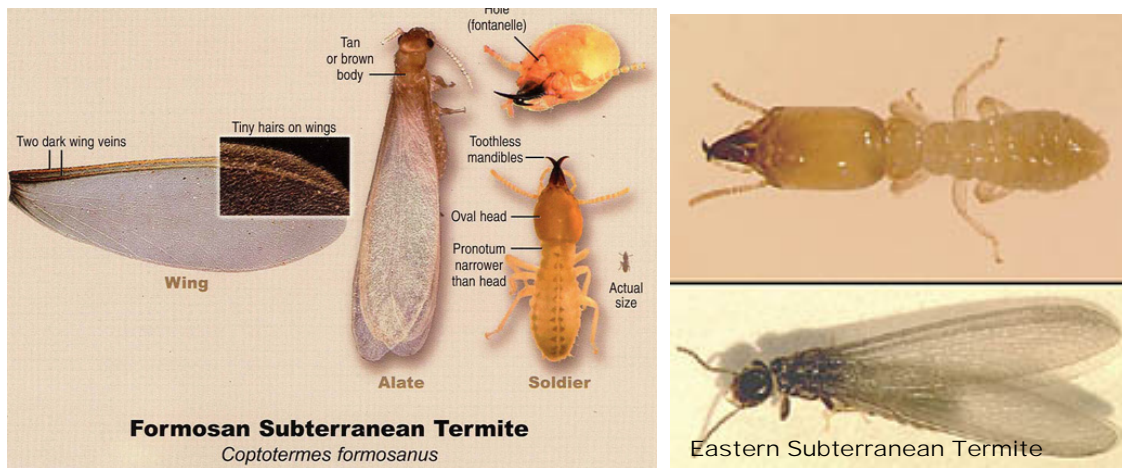 Hole
(fontanelle)
Tan
or brown
body
Tiny hairs on wings
Two dark wing veins
Toothless
mandibles
Oval head
Pronotum
narrower
than head
Actual
size
Wing
Alate
Soldier
Formosan Subterranean Termite
Coptotermes formosanus
Eastern Subterranean Termite